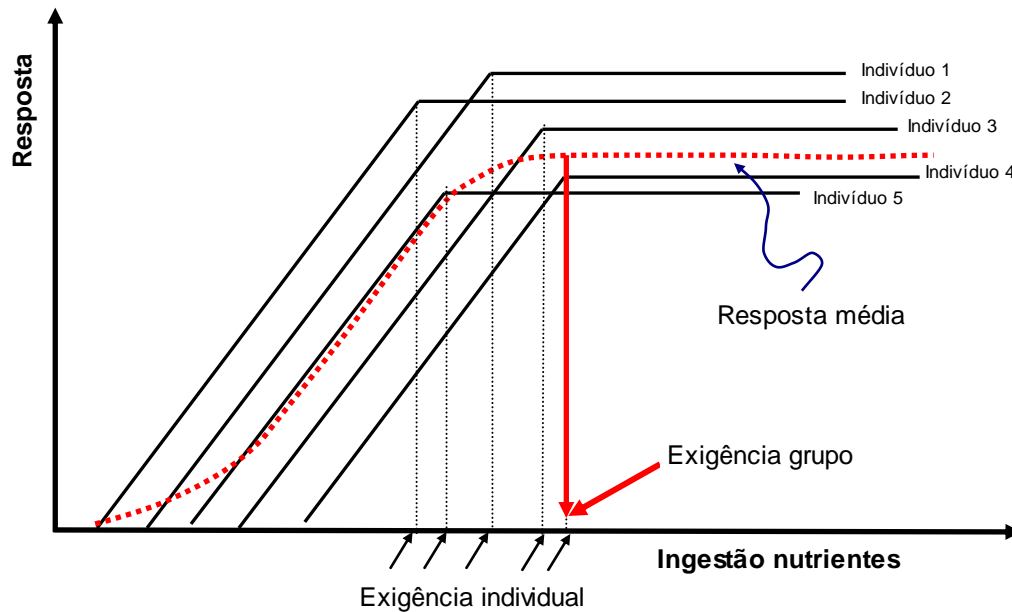 Resposta
Indivíduo 1
Indivíduo 2
Indivíduo 3
Indivíduo 4
Indivíduo 5
Resposta média
Exigência grupo
Ingestão nutrientes
Exigência individual